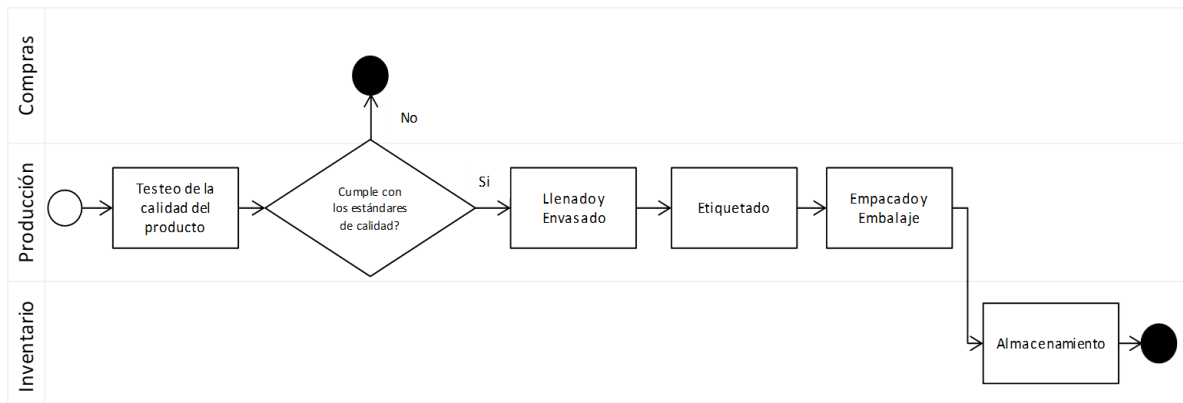 Compras
No
Producción
Testeo de la
calidad del
producto
Cumple con
los estándares
de calidad?
Si
Llenado y
Envasado
Etiquetado
Empacado y
Embalaje
Inventario
Almacenamiento